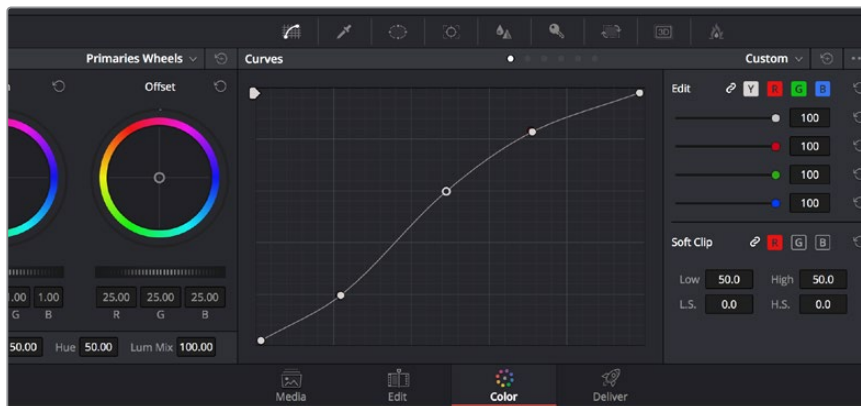 Primaries Wheels
Curves
Custom
Offset
Edit
Y R G B
100
100
100
100
Soft Clip
R G B
1.00 25.00 25.00 25.00
G B R G B
Low 50.0 High 50.0
L.S. 0.0 H.S. 0.0
50.00 Hue 50.00 Lum Mix 100.00
3D
Media
Edit
Color
Deliver